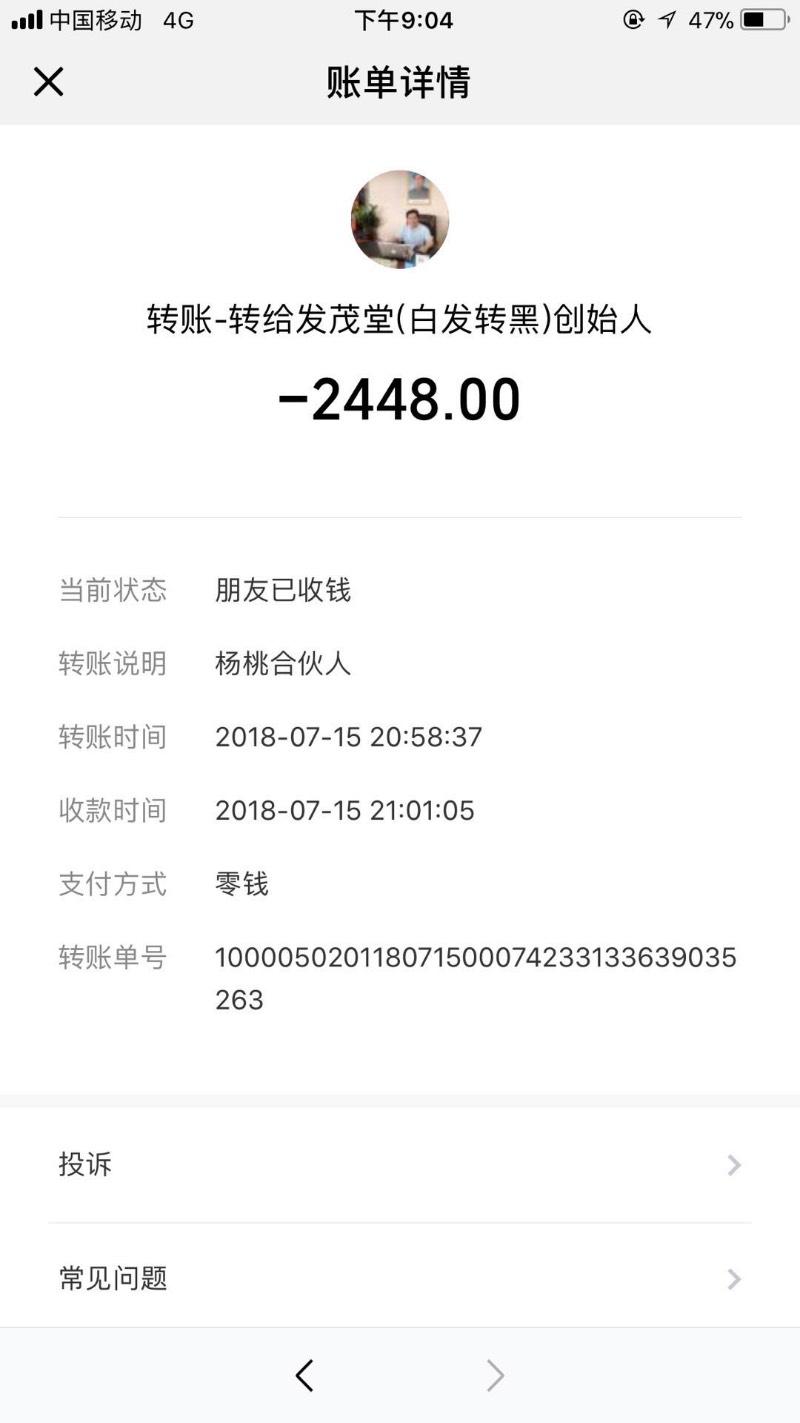 中国移动 4G 下午9:04 47%
账单详情
转账-转给发茂堂(白发转黑)创始人
-2448.00
当前状态 朋友已收钱
转账说明 杨桃合伙人
转账时间 2018-07-15 20:58:37
收款时间 2018-07-15 21:01:05
支付方式 零钱
转账单号 100005020118071500074233133639035
263
投诉
常见问题